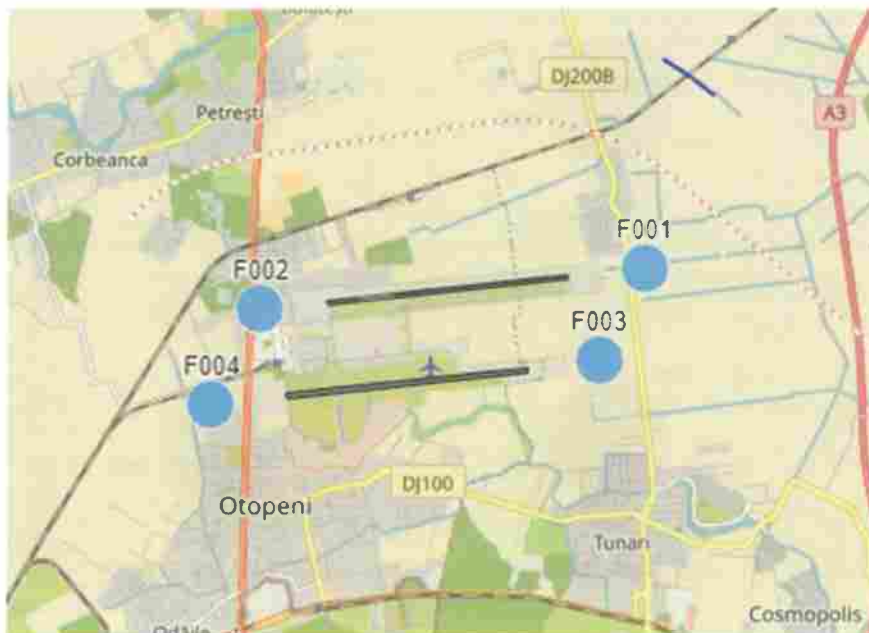 Petrești
DJ200B
A3
Corbeanca
F001
F002
F003
F004
DJ100
Otopeni
Tunari
Cosmopolis